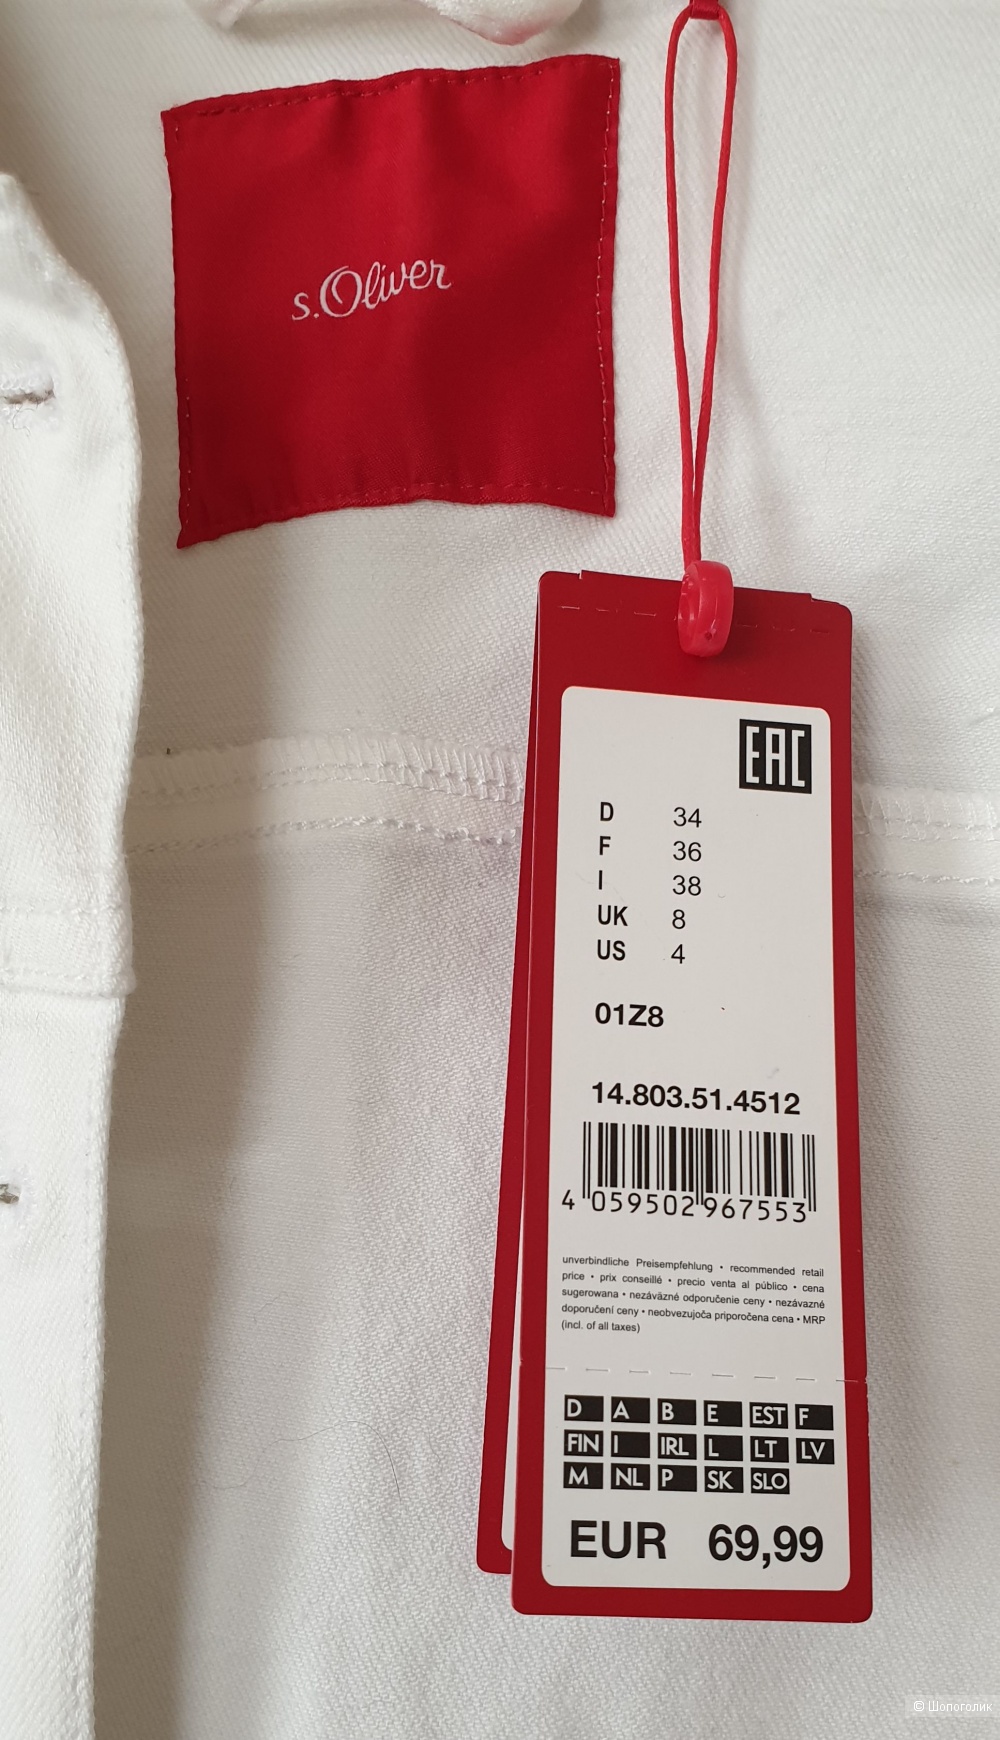 s.Oliver
EAC
D 34
F 36
I 38
UK 8
US 4
01Z8
14.803.51.4512
4 059502 967553
unverbindliche Preisempfehlung • recommended retail
price • prix conseillé • precio venta al público • cena
sugerowana • nezáväzné odporučenie ceny • nezávazné
doporučení ceny • neobvezujoča priporočena cena • MRP
(incl. of all taxes)
D A B E EST F
FIN I IRL L LT LV
M NL P SK SLO
EUR 69,99
© Шопоголик